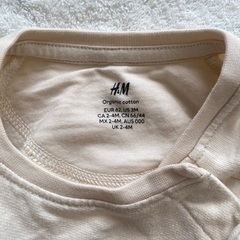 H&M
Organic cotton
EUR 62, US 3M
CA 2-4M, CN 66/44
MX 2-4M, AUS 000
UK 2-4M